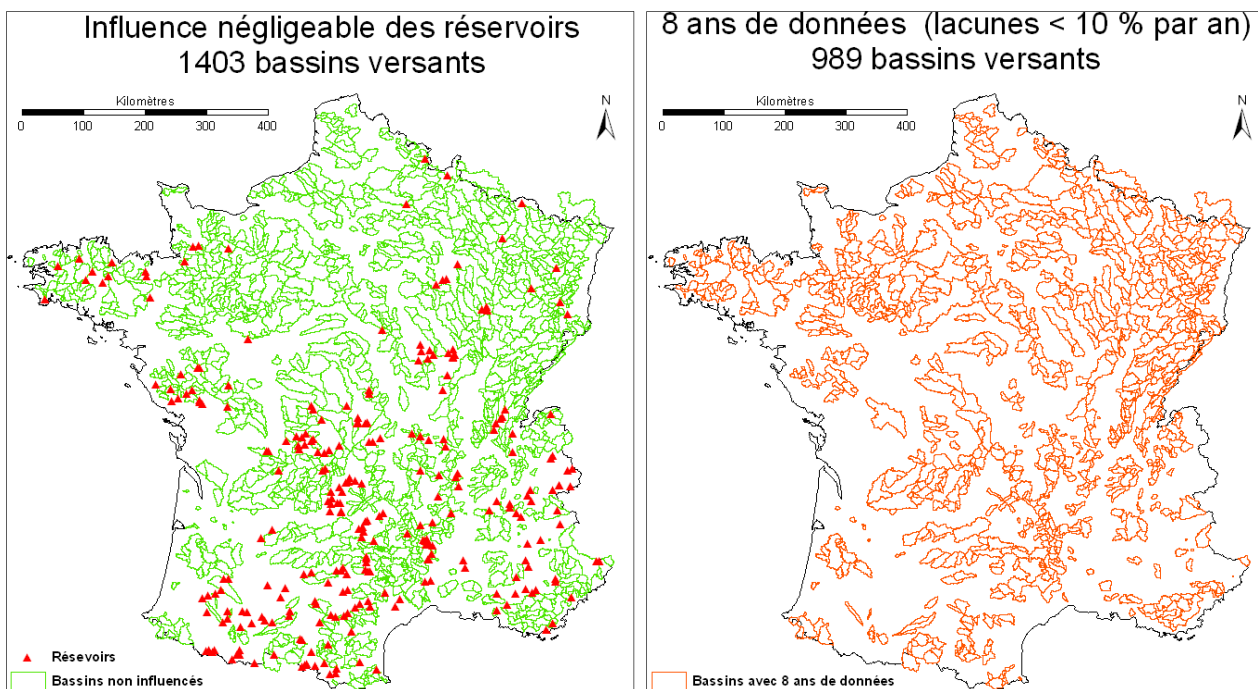 Influence négligeable des réservoirs
1403 bassins versants
Kilomètres
0 100 200 300 400
N
Résevoirs
Bassins non influencés
8 ans de données (lacunes < 10 % par an)
989 bassins versants
Kilomètres
0 100 200 300 400
N
Bassins avec 8 ans de données